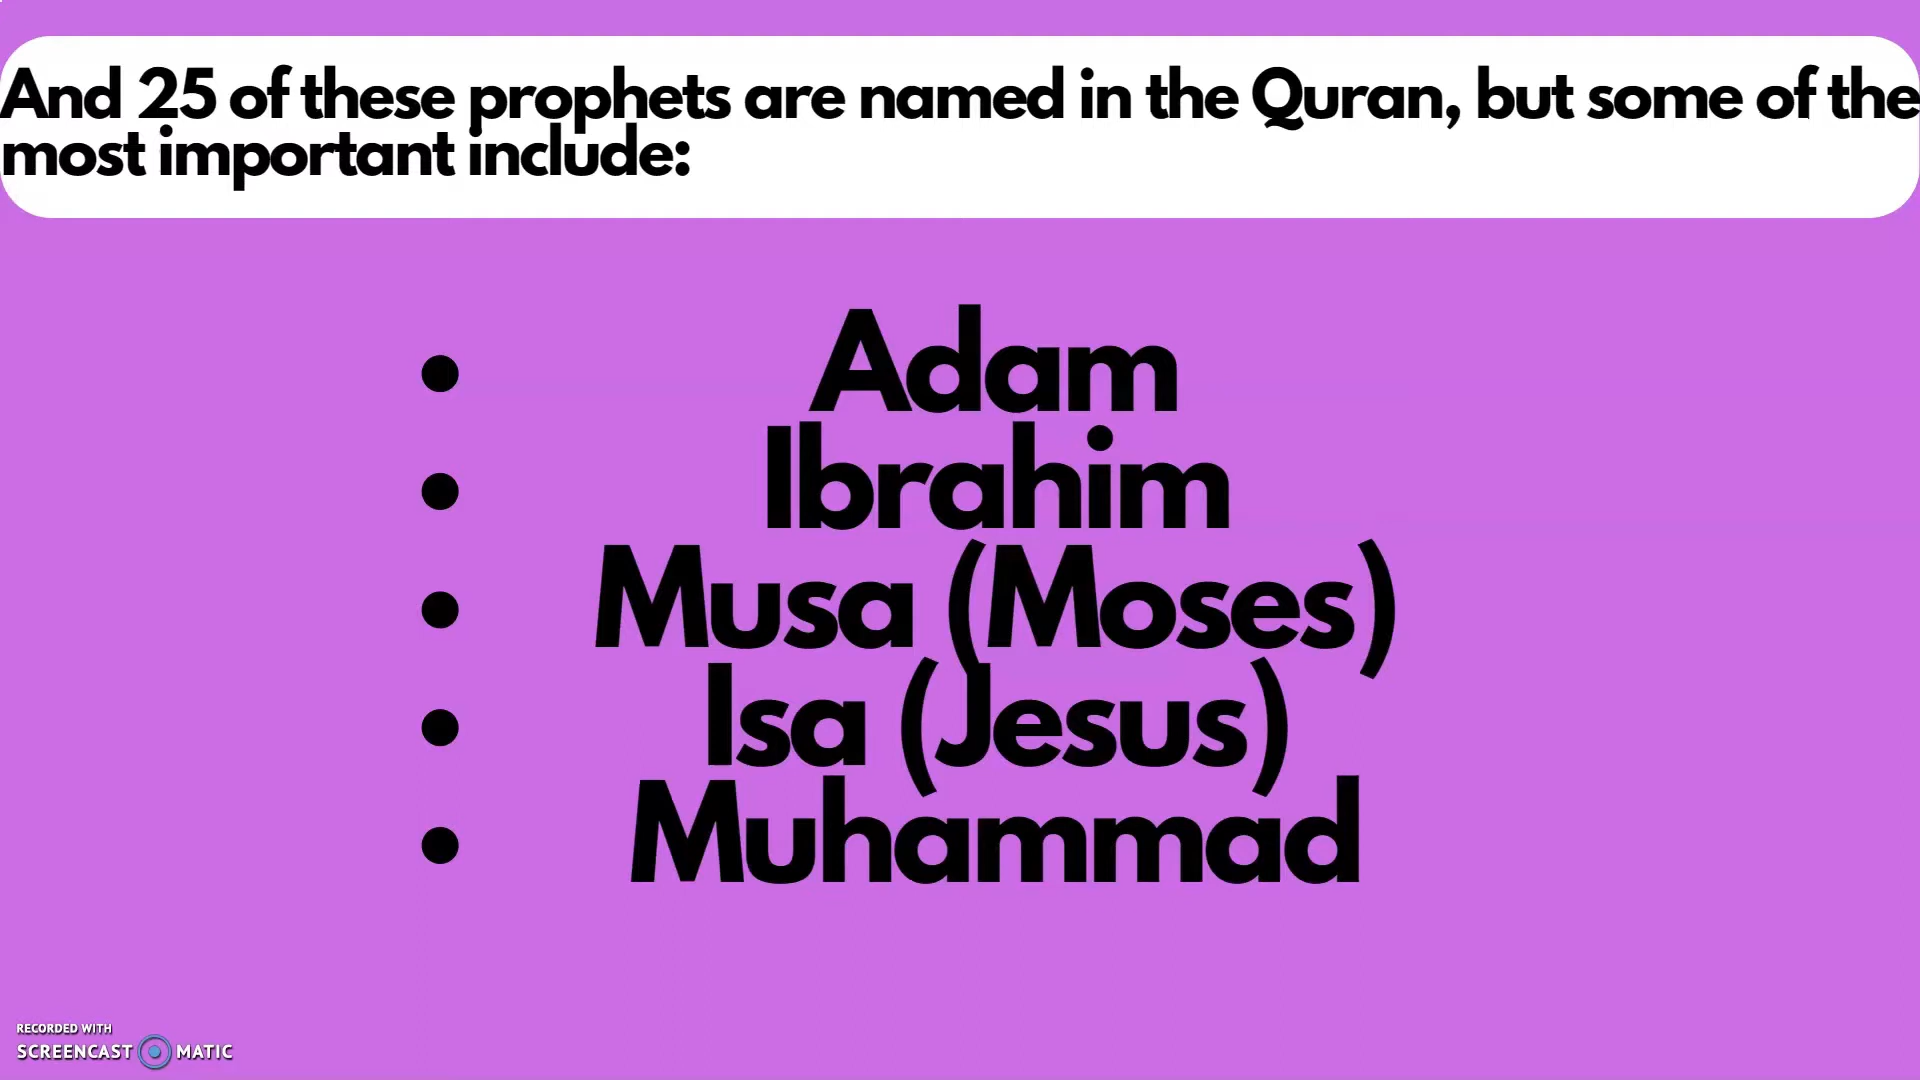 And 25 of these prophets are named in the Quran, but some of the
most important include:
• Adam
• Ibrahim
• Musa (Moses)
• Isa (Jesus)
• Muhammad
RECORDED WITH
SCREENCAST MATIC